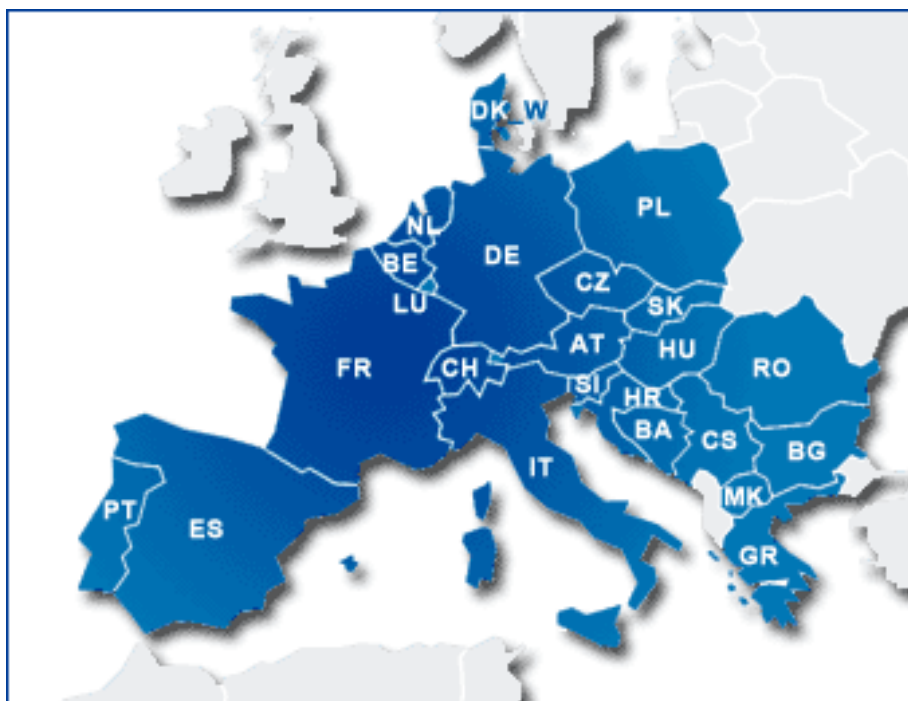 DK_W
PL
NL
DE
BE
CZ
LU
SK
AT
HU
FR
CH
RO
SI
HR
BA
CS
BG
IT
MK
PT
ES
GR